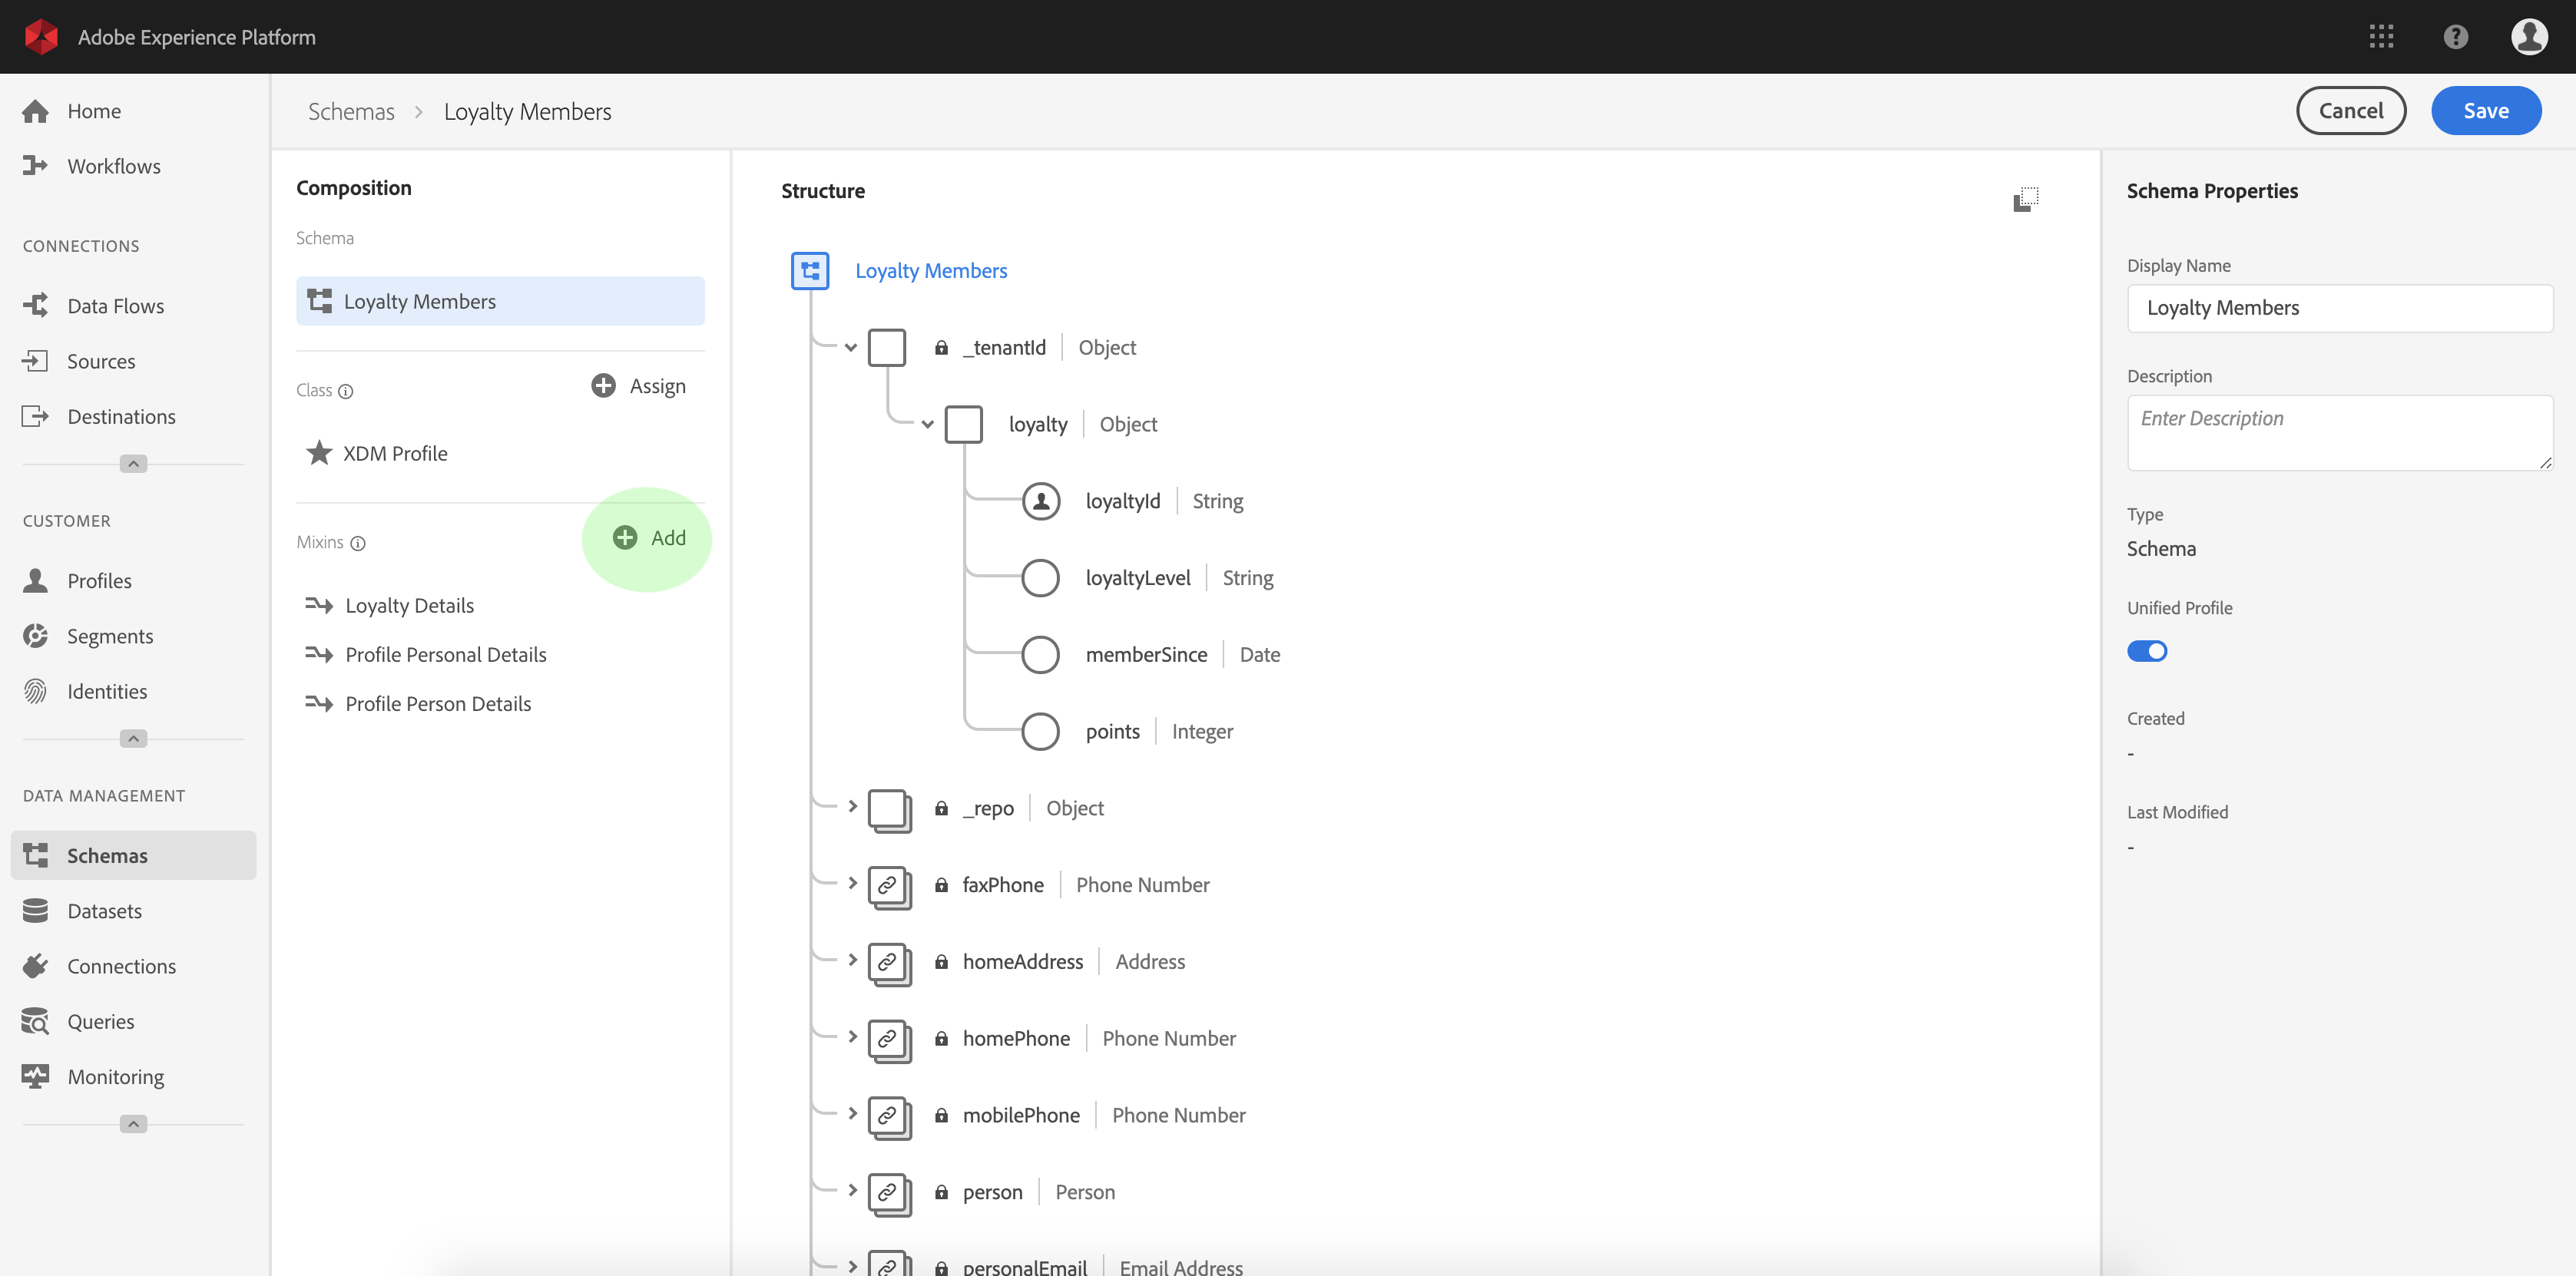 Adobe Experience Platform
Home
Workflows
CONNECTIONS
Data Flows
Sources
Destinations
CUSTOMER
Profiles
Segments
Identities
DATA MANAGEMENT
Schemas
Datasets
Connections
Queries
Monitoring
Schemas > Loyalty Members
Cancel
Save
Composition
Schema
Loyalty Members
Class
Assign
XDM Profile
Mixins
Add
Loyalty Details
Profile Personal Details
Profile Person Details
Structure
Loyalty Members
_tenantId | Object
loyalty | Object
loyaltyId | String
loyaltyLevel | String
memberSince | Date
points | Integer
_repo | Object
faxPhone | Phone Number
homeAddress | Address
homePhone | Phone Number
mobilePhone | Phone Number
person | Person
personalEmail | Email Address
Schema Properties
Display Name
Loyalty Members
Description
Enter Description
Type
Schema
Unified Profile
Created
-
Last Modified
-